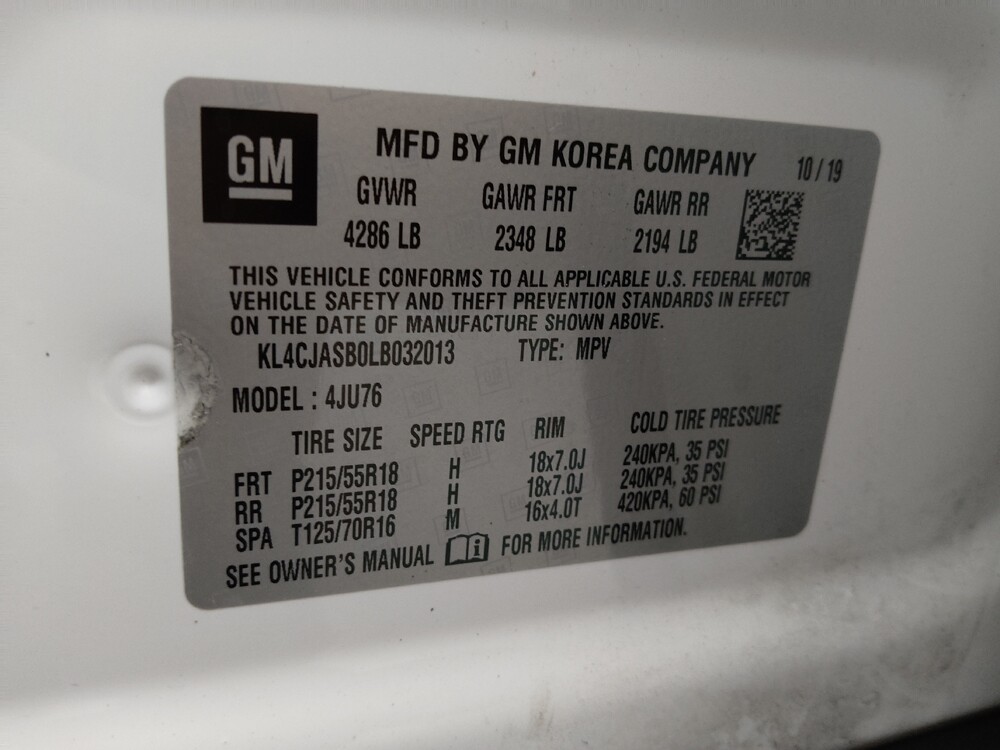 GM
MFD BY GM KOREA COMPANY 10/19
GVWR GAWR FRT GAWR RR
4286 LB 2348 LB 2194 LB
THIS VEHICLE CONFORMS TO ALL APPLICABLE U.S. FEDERAL MOTOR
VEHICLE SAFETY AND THEFT PREVENTION STANDARDS IN EFFECT
ON THE DATE OF MANUFACTURE SHOWN ABOVE.
KL4CJASB0LB032013 TYPE: MPV
MODEL : 4JU76
TIRE SIZE SPEED RTG RIM COLD TIRE PRESSURE
FRT P215/55R18 H 18x7.0J 240KPA, 35 PSI
RR P215/55R18 H 18x7.0J 240KPA, 35 PSI
SPA T125/70R16 M 16x4.0T 420KPA, 60 PSI
SEE OWNER'S MANUAL FOR MORE INFORMATION.